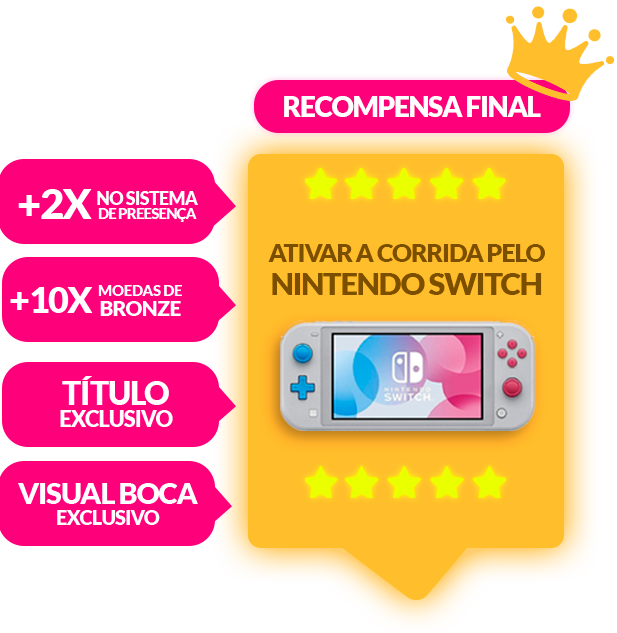 RECOMPENSA FINAL
+2X NO SISTEMA
DE PREESENÇA
+10X MOEDAS DE
BRONZE
TÍTULO
EXCLUSIVO
VISUAL BOCA
EXCLUSIVO
ATIVAR A CORRIDA PELO
NINTENDO SWITCH
NINTENDO
SWITCH